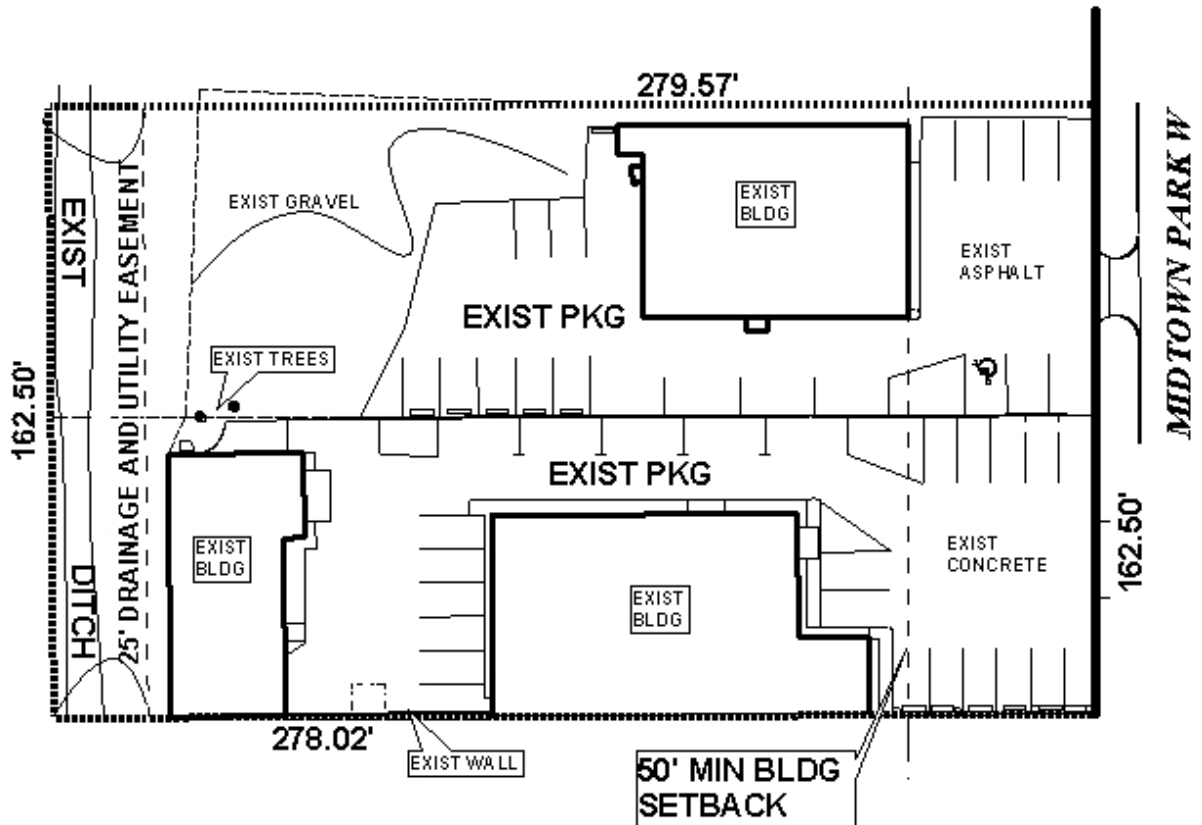 279.57'
MIDTOWN PARK W
EXIST
BLDG
EXIST GRAVEL
EXIST
DITCH
25' DRAINAGE AND UTILITY EASEMENT
EXIST
ASPHALT
EXIST PKG
EXIST TREES
162.50'
EXIST PKG
EXIST
BLDG
EXIST
CONCRETE
162.50'
EXIST
BLDG
278.02'
EXIST WALL
50' MIN BLDG
SETBACK